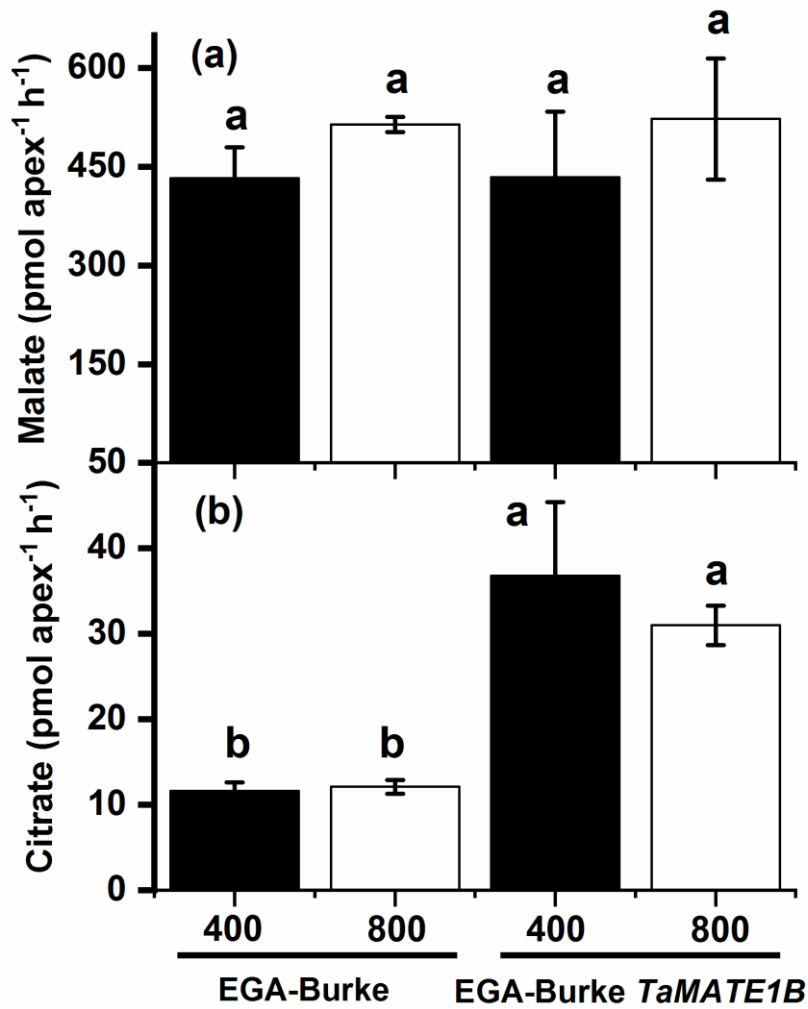 (a)
Malate (pmol apex⁻¹ h⁻¹)
600
450
300
150
a
a
a
a
50
(b)
Citrate (pmol apex⁻¹ h⁻¹)
40
30
20
10
0
b
b
a
a
400
800
400
800
EGA-Burke
EGA-Burke TaMATE1B